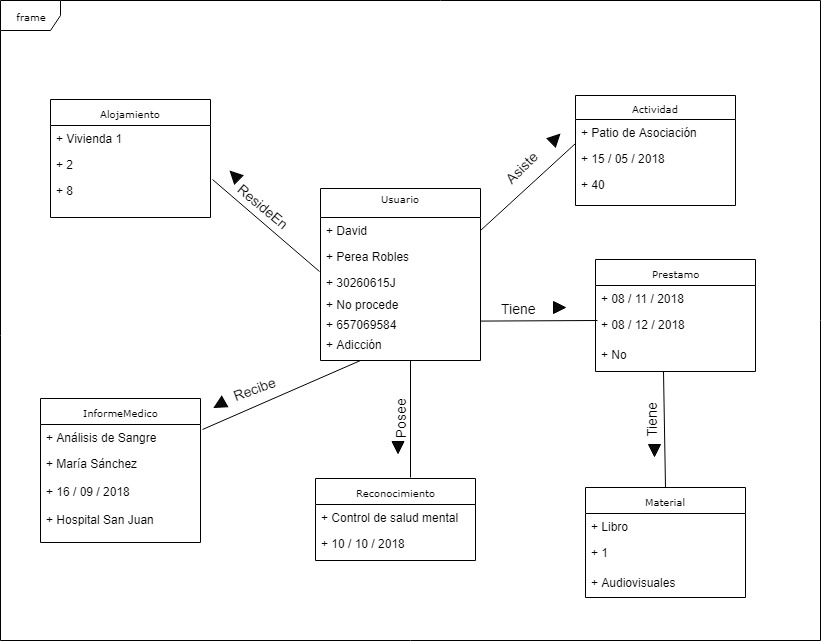 frame
Alojamiento
+ Vivienda 1
+ 2
+ 8
Actividad
+ Patio de Asociación
+ 15 / 05 / 2018
+ 40
ResideEn
Asiste
Usuario
+ David
+ Perea Robles
+ 30260615J
+ No procede
+ 657069584
+ Adicción
Tiene
Prestamo
+ 08 / 11 / 2018
+ 08 / 12 / 2018
+ No
Recibe
Posee
Tiene
InformeMedico
+ Análisis de Sangre
+ María Sánchez
+ 16 / 09 / 2018
+ Hospital San Juan
Reconocimiento
+ Control de salud mental
+ 10 / 10 / 2018
Material
+ Libro
+ 1
+ Audiovisuales